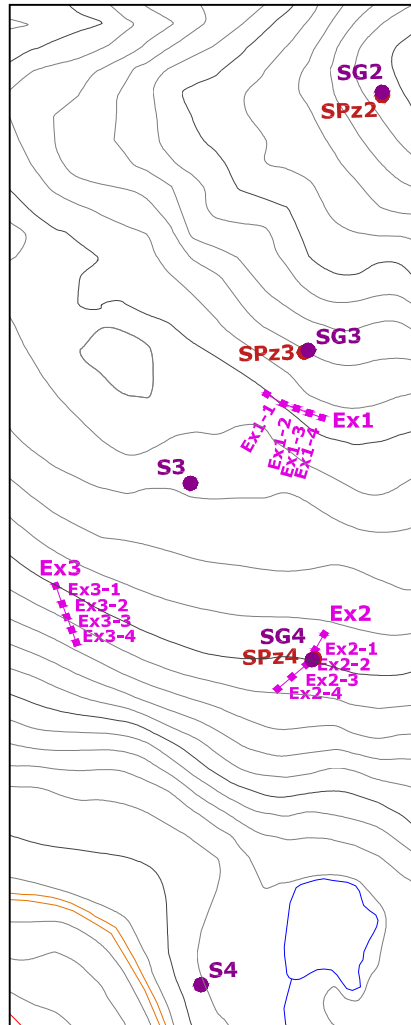 SG2
SPz2
SG3
SPz3
Ex1
Ex1-1
Ex1-2
Ex1-3
Ex1-4
S3
Ex3
Ex3-1
Ex3-2
Ex3-3
Ex3-4
Ex2
SG4
Ex2-1
SPz4
Ex2-2
Ex2-3
Ex2-4
S4